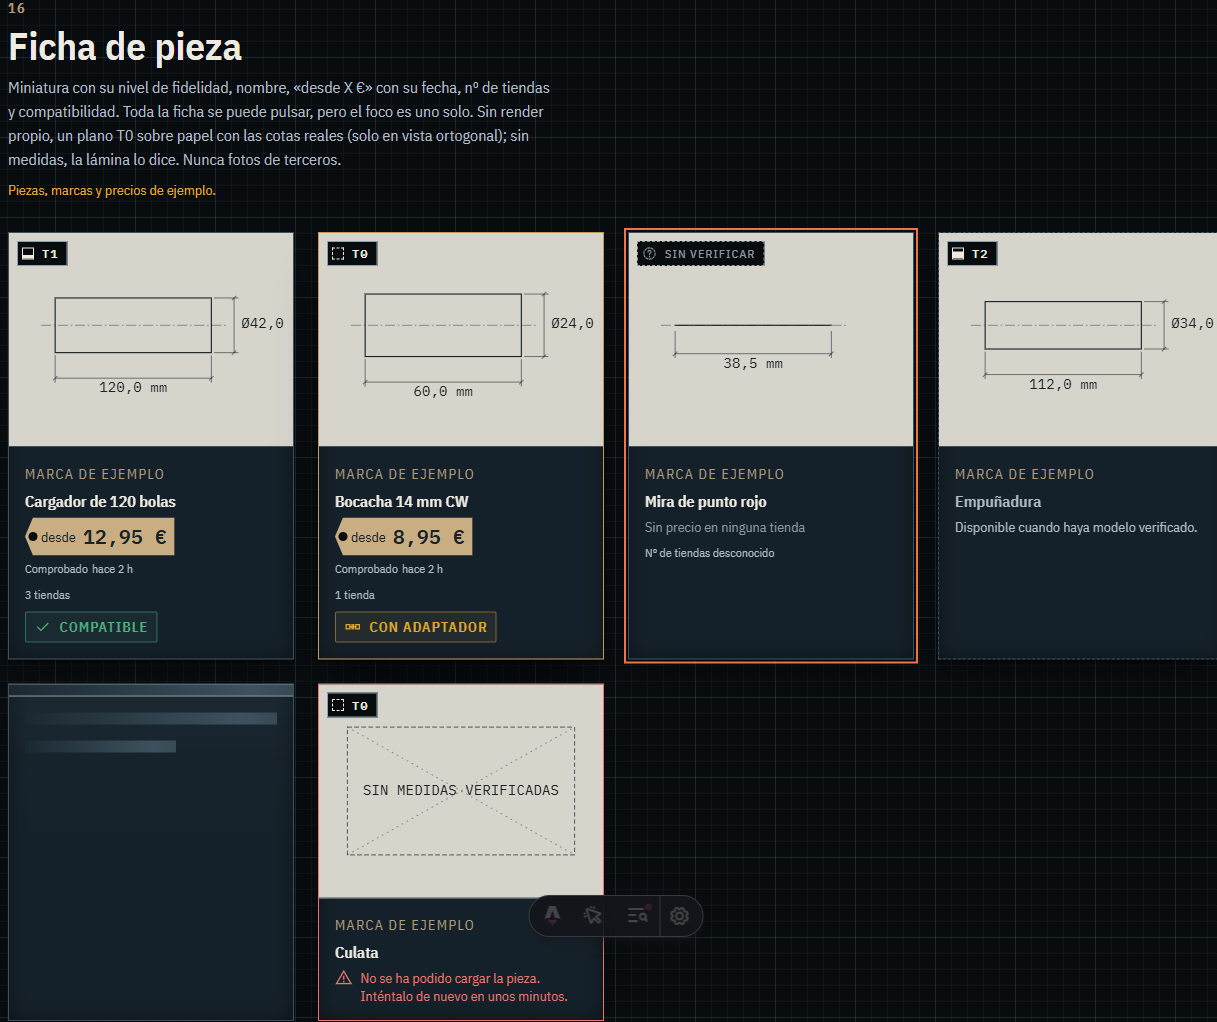 16
Ficha de pieza
Miniatura con su nivel de fidelidad, nombre, «desde X €» con su fecha, nº de tiendas
y compatibilidad. Toda la ficha se puede pulsar, pero el foco es uno solo. Sin render
propio, un plano T0 sobre papel con las cotas reales (solo en vista ortogonal); sin
medidas, la lámina lo dice. Nunca fotos de terceros.
Piezas, marcas y precios de ejemplo.
T1
Ø42,0
120,0 mm
MARCA DE EJEMPLO
Cargador de 120 bolas
desde 12,95 €
Comprobado hace 2 h
3 tiendas
COMPATIBLE
T0
Ø24,0
60,0 mm
MARCA DE EJEMPLO
Bocacha 14 mm CW
desde 8,95 €
Comprobado hace 2 h
1 tienda
CON ADAPTADOR
SIN VERIFICAR
38,5 mm
MARCA DE EJEMPLO
Mira de punto rojo
Sin precio en ninguna tienda
Nº de tiendas desconocido
T2
Ø34,0
112,0 mm
MARCA DE EJEMPLO
Empuñadura
Disponible cuando haya modelo verificado.
T0
SIN MEDIDAS VERIFICADAS
MARCA DE EJEMPLO
Culata
No se ha podido cargar la pieza.
Inténtalo de nuevo en unos minutos.